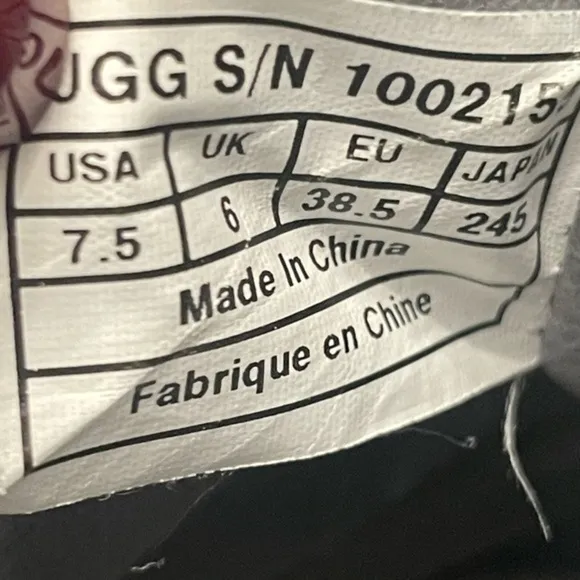 UGG S/N 100215
USA UK EU JAPAN
7.5 6 38.5 245
Made In China
Fabrique en Chine